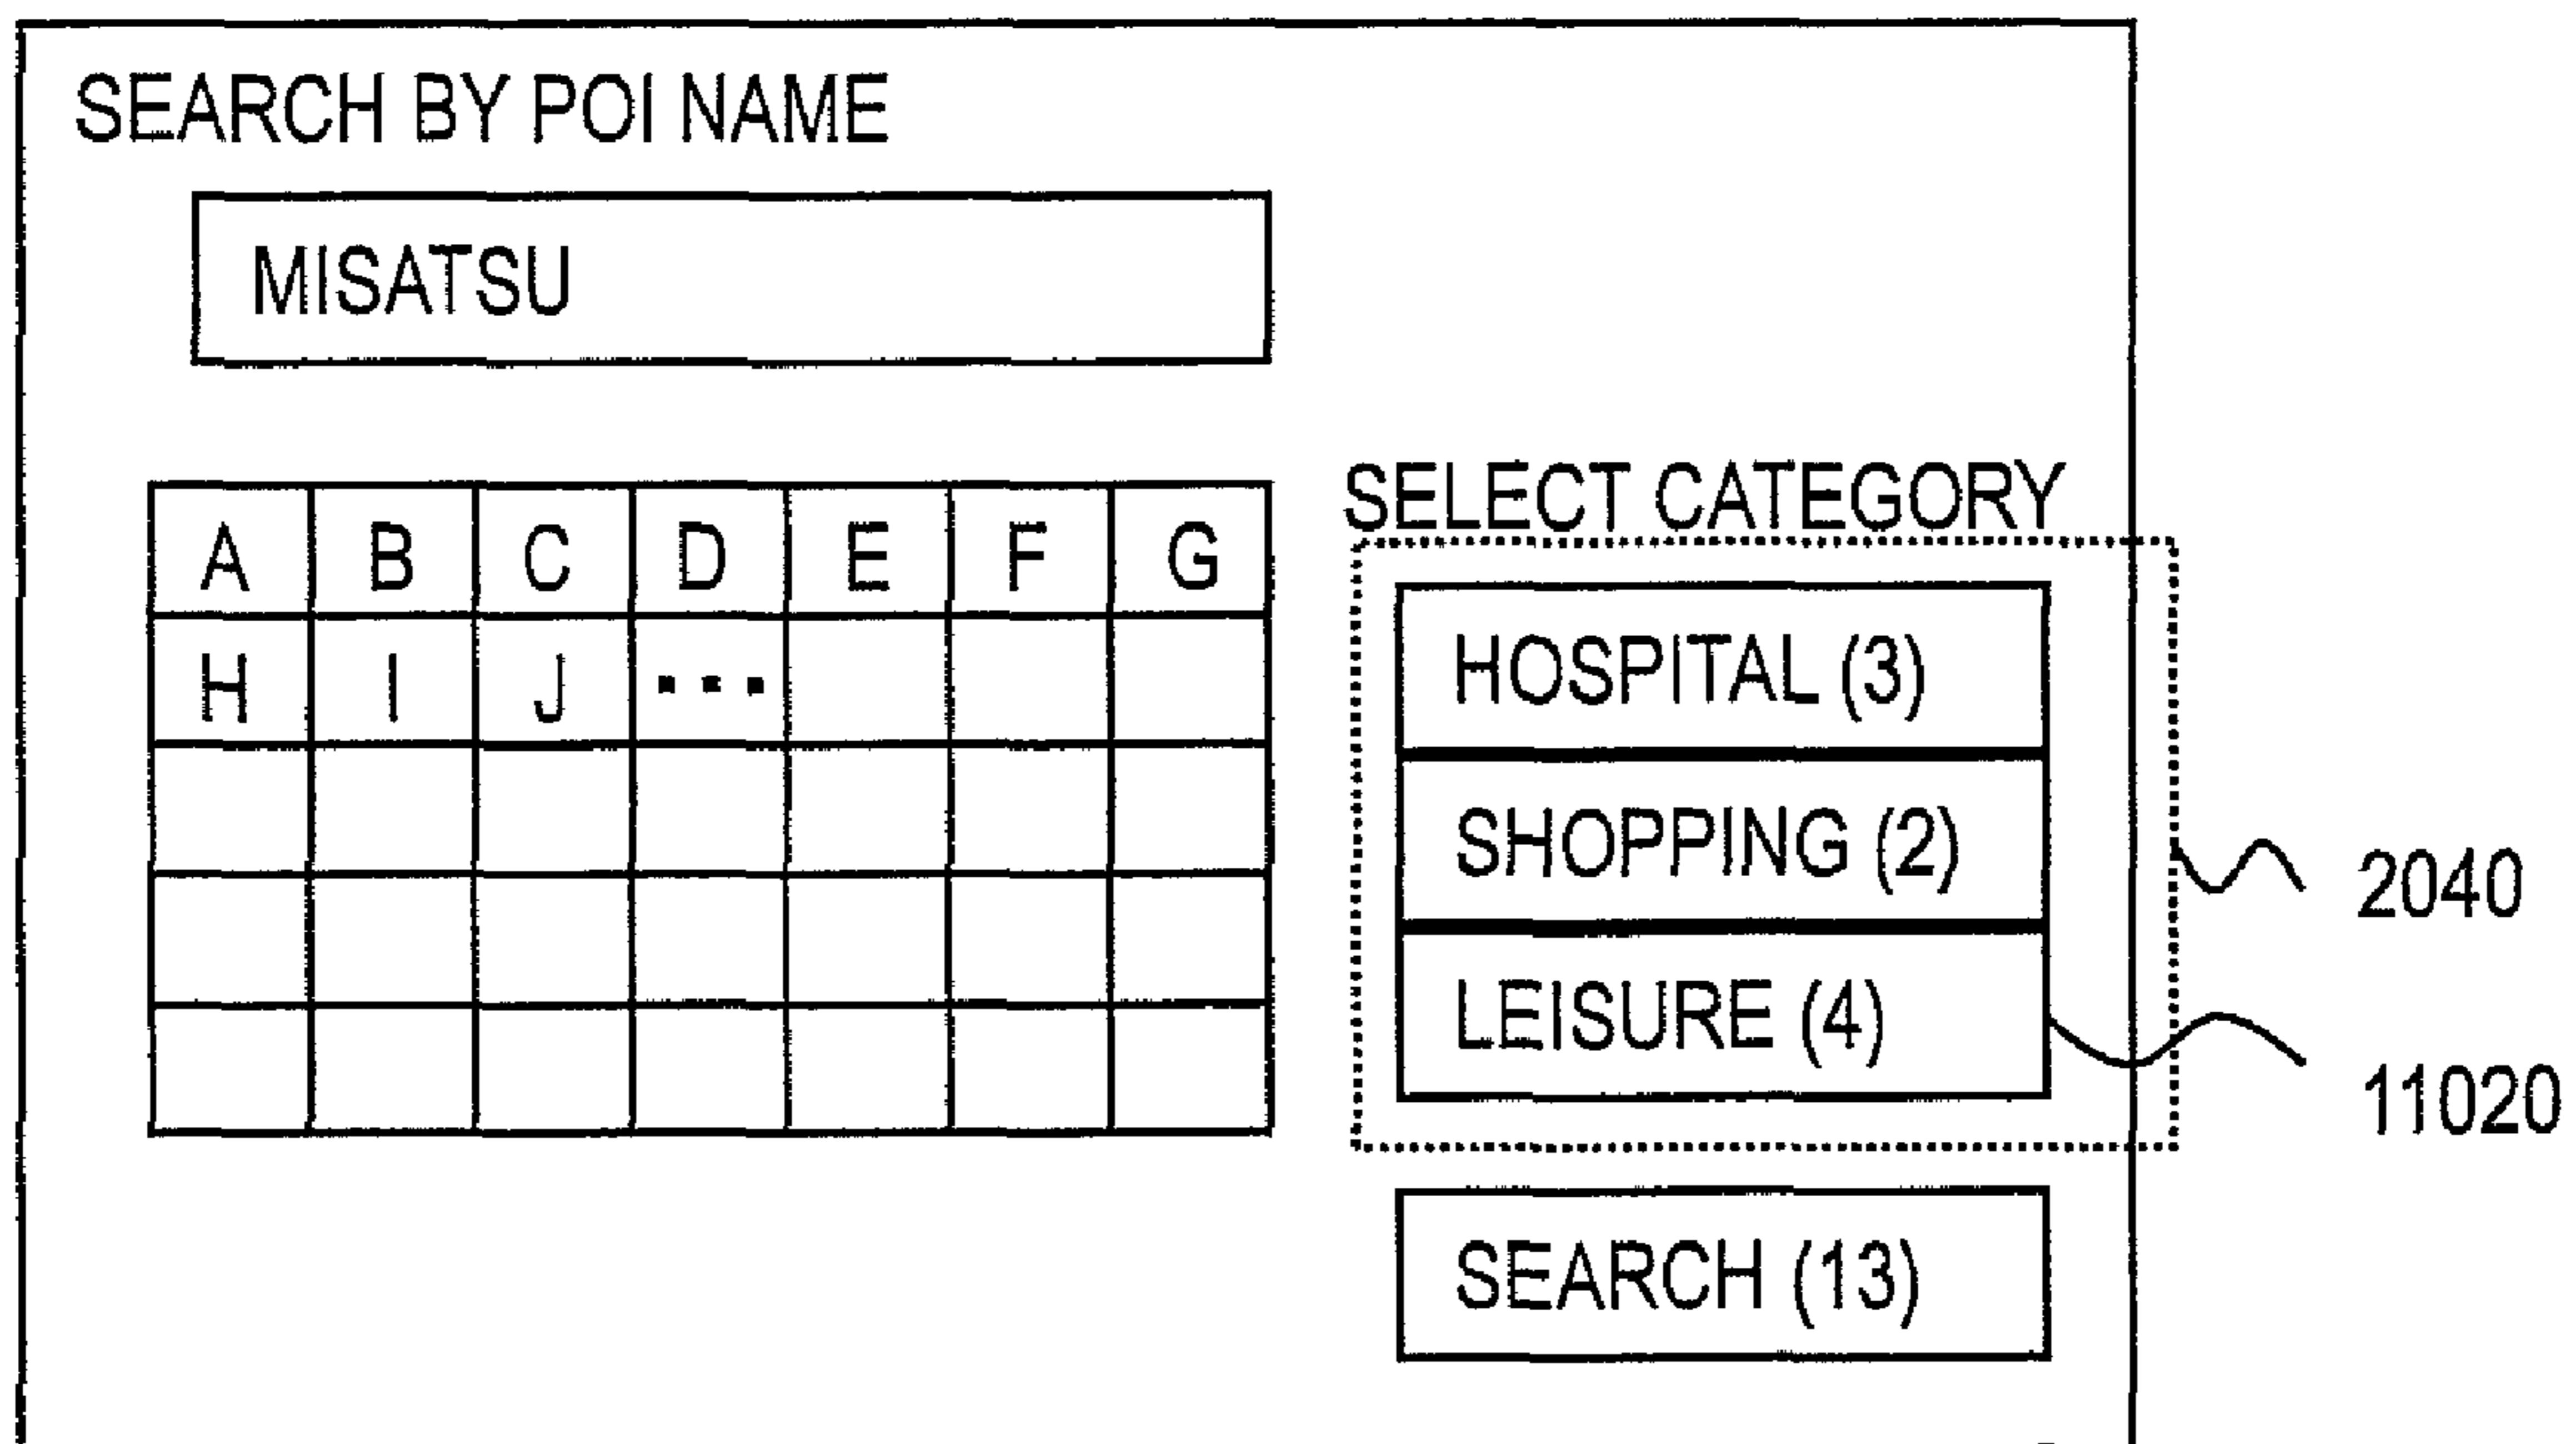 SEARCH BY POI NAME
MISATSU
A B C D E F G
H I J ...
SELECT CATEGORY
HOSPITAL (3)
SHOPPING (2)
LEISURE (4)
SEARCH (13)
2040
11020